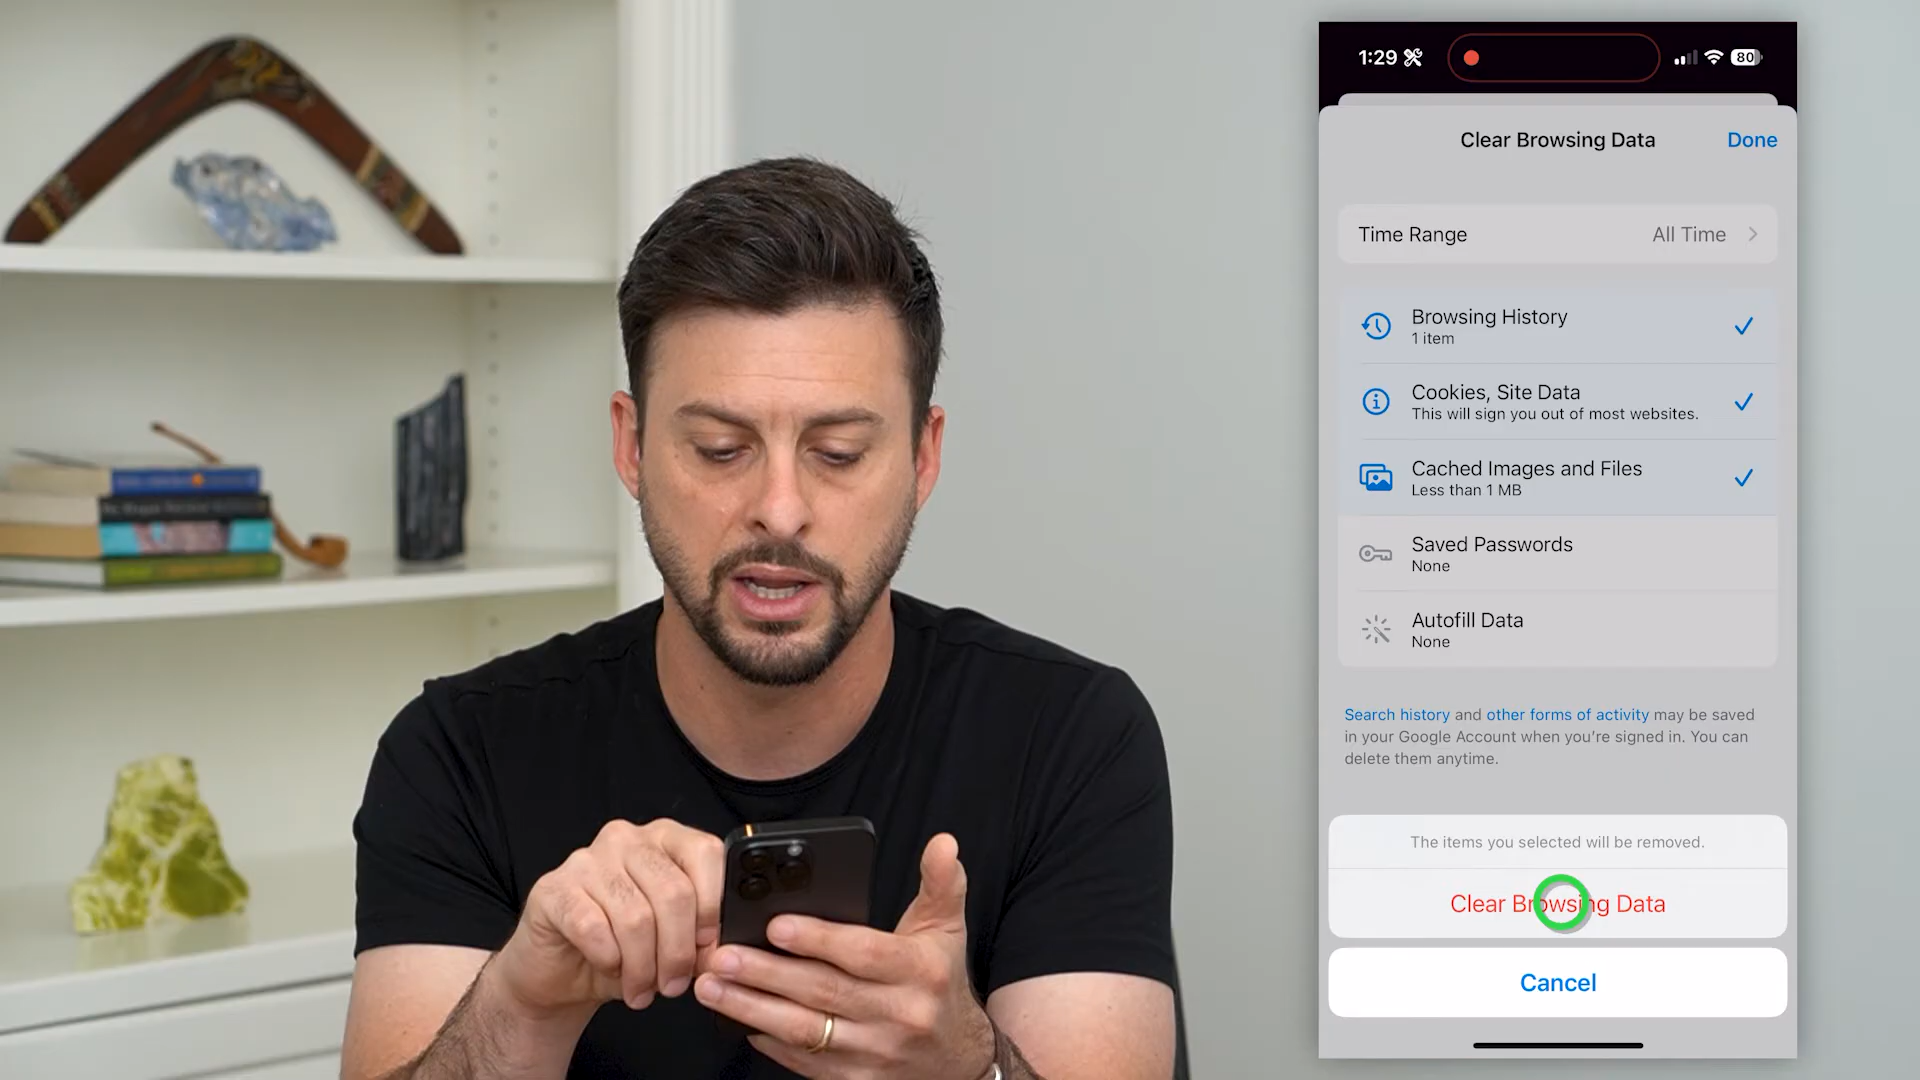 1:29
80
Clear Browsing Data
Done
Time Range
All Time
Browsing History
1 item
Cookies, Site Data
This will sign you out of most websites.
Cached Images and Files
Less than 1 MB
Saved Passwords
None
Autofill Data
None
Search history and other forms of activity may be saved
in your Google Account when you're signed in. You can
delete them anytime.
The items you selected will be removed.
Clear Browsing Data
Cancel